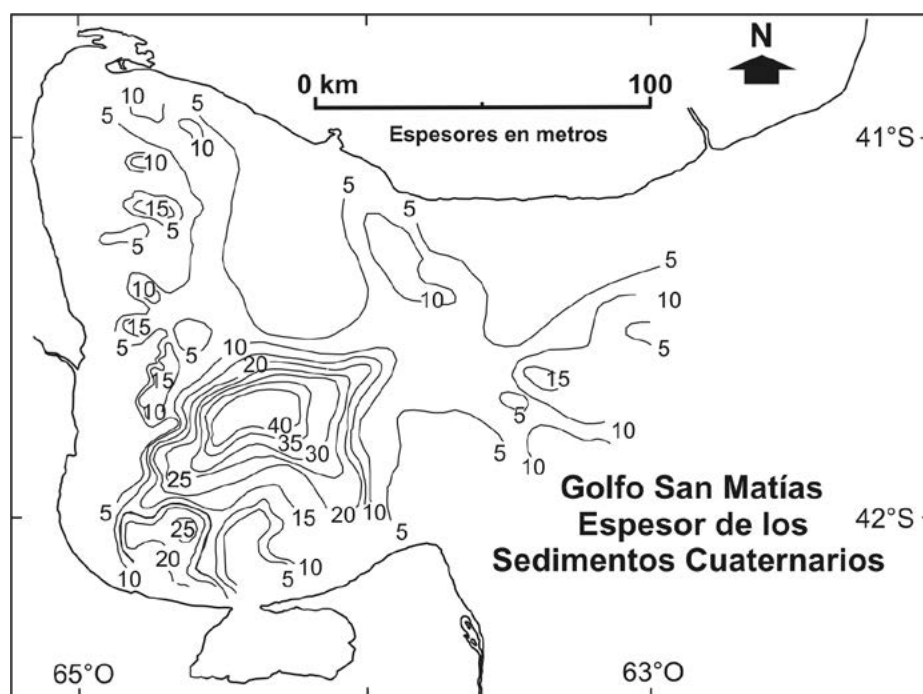 N
0 km 100
Espesores en metros
41°S
10 5
5 10
10
15
5 5
5 5
10 5
10 10
15 5
5 5 10
20
15 15
10 5
40 10
35 5 10
25 30
15 20 10
5 25 5
20
10 5 10
Golfo San Matías
Espesor de los
Sedimentos Cuaternarios
42°S
65°O 63°O